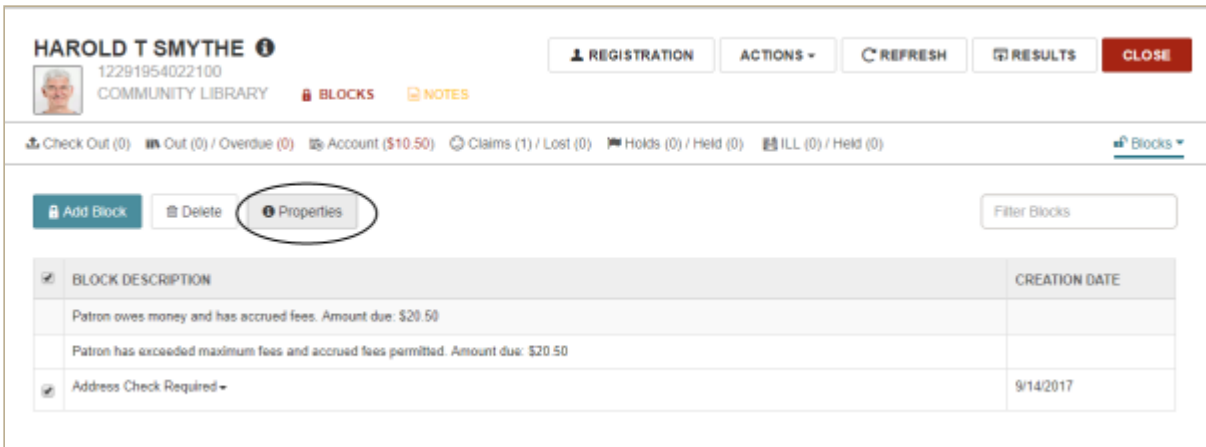 HAROLD T SMYTHE
REGISTRATION ACTIONS REFRESH RESULTS CLOSE
12291954022100
COMMUNITY LIBRARY BLOCKS NOTES
Check Out (0) Out (0) / Overdue (0) Account ($10.50) Claims (1) / Lost (0) Holds (0) / Held (0) ILL (0) / Held (0) Blocks
Add Block Delete Properties Filter Blocks
BLOCK DESCRIPTION CREATION DATE
Patron owes money and has accrued fees. Amount due: $20.50
Patron has exceeded maximum fees and accrued fees permitted. Amount due: $20.50
Address Check Required 9/14/2017